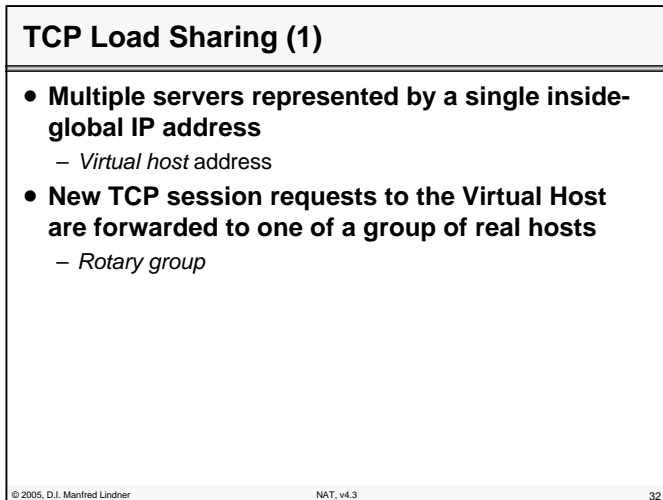 TCP Load Sharing (1)
• Multiple servers represented by a single inside-
global IP address
– Virtual host address
• New TCP session requests to the Virtual Host
are forwarded to one of a group of real hosts
– Rotary group
© 2005, D.I. Manfred Lindner NAT, v4.3 32